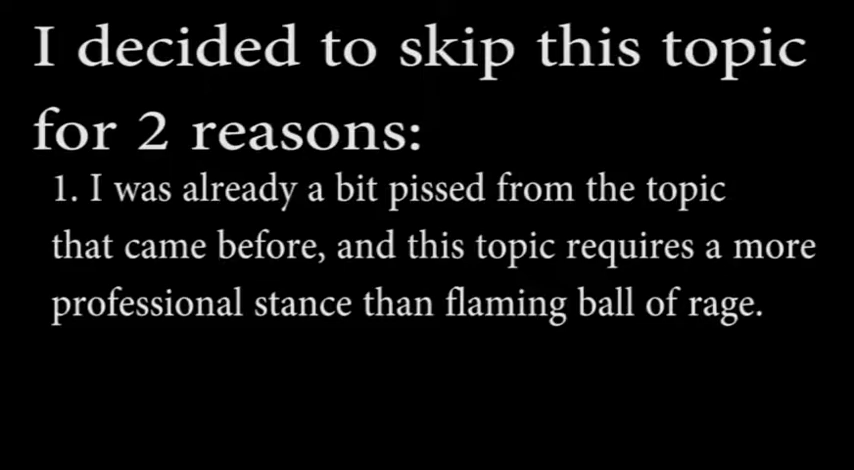 I decided to skip this topic
for 2 reasons:
1. I was already a bit pissed from the topic
that came before, and this topic requires a more
professional stance than flaming ball of rage.